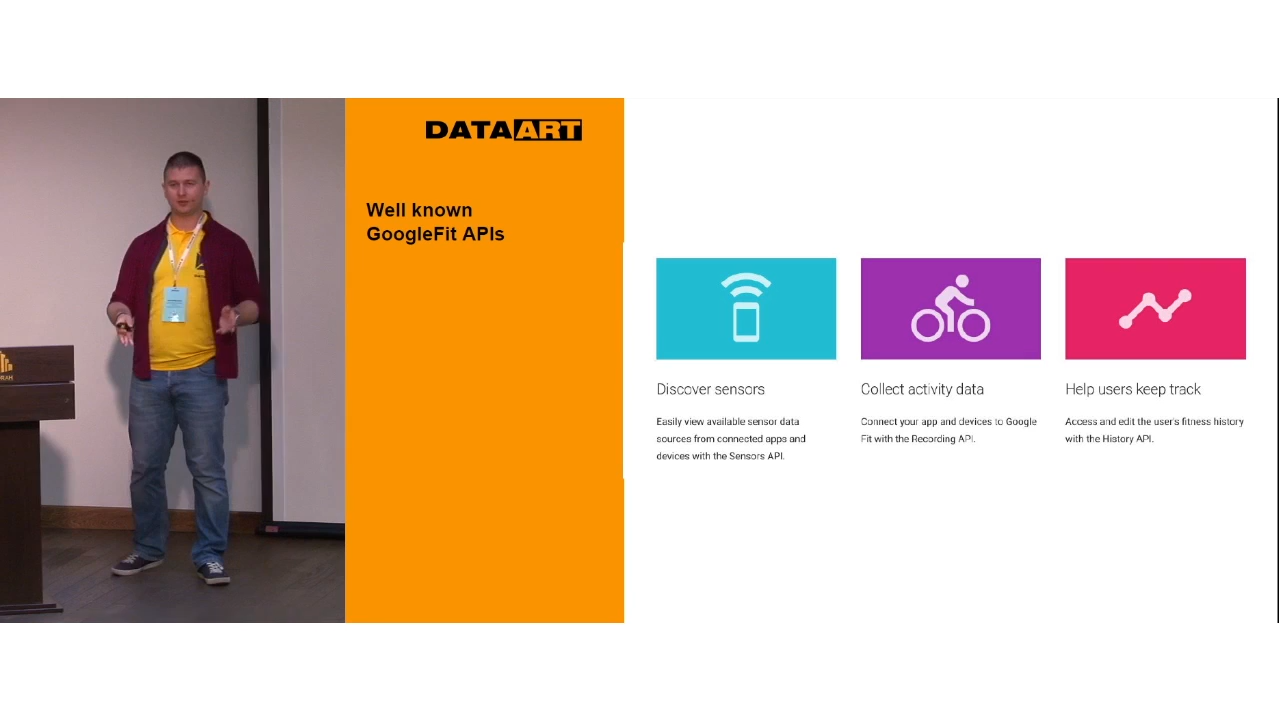 DATAART
Well known
GoogleFit APIs
Discover sensors
Easily view available sensor data
sources from connected apps and
devices with the Sensors API.
Collect activity data
Connect your app and devices to Google
Fit with the Recording API.
Help users keep track
Access and edit the user's fitness history
with the History API.